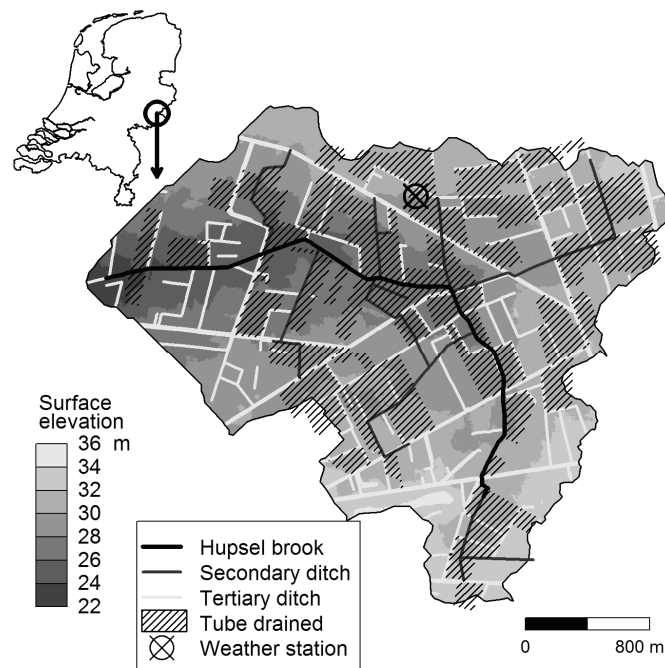 Surface
elevation
36 m
34
32
30
28
26
24
22
Hupsel brook
Secondary ditch
Tertiary ditch
Tube drained
Weather station
0 800 m